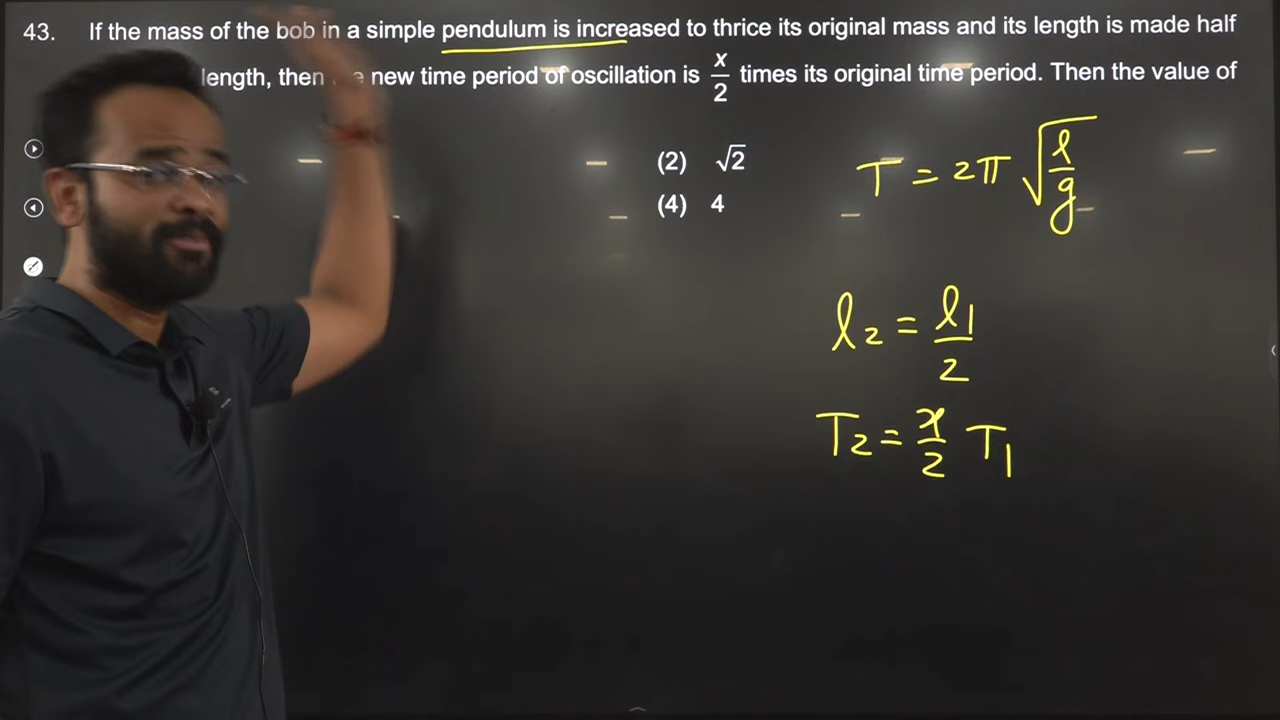 43. If the mass of the bob in a simple pendulum is increased to thrice its original mass and its length is made half
length, then new time period of oscillation is x/2 times its original time period. Then the value of
(2) √2
(4) 4
T = 2π √(l/g)
l2 = l1/2
T2 = x/2 T1